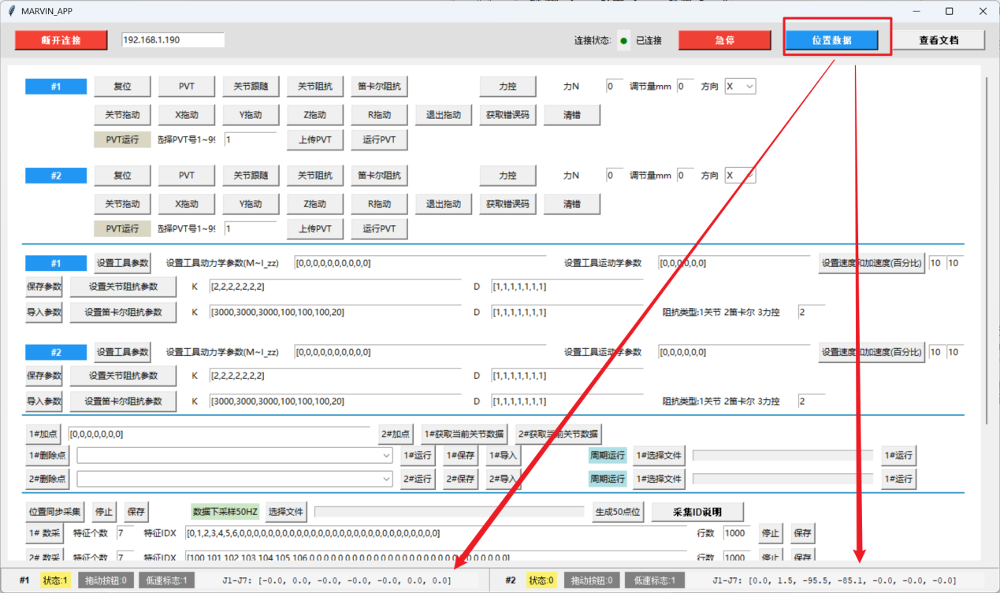 MARVIN_APP
断开连接 192.168.1.190 连接状态: 已连接 急停 位置数据 查看文档
#1 复位 PVT 关节跟随 关节阻抗 笛卡尔阻抗 力控 力N 0 调节量mm 0 方向 X
关节拖动 X拖动 Y拖动 Z拖动 R拖动 退出拖动 获取错误码 清错
PVT运行 选择PVT号1~99 1 上传PVT 运行PVT
#2 复位 PVT 关节跟随 关节阻抗 笛卡尔阻抗 力控 力N 0 调节量mm 0 方向 X
关节拖动 X拖动 Y拖动 Z拖动 R拖动 退出拖动 获取错误码 清错
PVT运行 选择PVT号1~99 1 上传PVT 运行PVT
#1 设置工具参数 设置工具动力学参数(M~I_zz) [0,0,0,0,0,0,0,0,0,0] 设置工具运动学参数 [0,0,0,0,0,0] 设置速度和加速度(百分比) 10 10
保存参数 设置关节阻抗参数 K [2,2,2,2,2,2,2] D [1,1,1,1,1,1,1]
导入参数 设置笛卡尔阻抗参数 K [3000,3000,3000,100,100,100,20] D [1,1,1,1,1,1,1] 阻抗类型:1关节 2笛卡尔 3力控 2
#2 设置工具参数 设置工具动力学参数(M~I_zz) [0,0,0,0,0,0,0,0,0,0] 设置工具运动学参数 [0,0,0,0,0,0] 设置速度和加速度(百分比) 10 10
保存参数 设置关节阻抗参数 K [2,2,2,2,2,2,2] D [1,1,1,1,1,1,1]
导入参数 设置笛卡尔阻抗参数 K [3000,3000,3000,100,100,100,20] D [1,1,1,1,1,1,1] 阻抗类型:1关节 2笛卡尔 3力控 2
1#加点 [0,0,0,0,0,0,0] 2#加点 1#获取当前关节数据 2#获取当前关节数据
1#删除点 1#运行 1#保存 1#导入 周期运行 1#选择文件 1#运行
2#删除点 2#运行 2#保存 2#导入 周期运行 1#选择文件 1#运行
位置同步采集 停止 保存 数据下采样50HZ 选择文件 生成50点位 采集ID说明
1# 数采 特征个数 7 特征IDX [0,1,2,3,4,5,6,0,0,0,0,0,0,0,0,0,0,0,0,0,0,0,0,0,0,0,0,0,0,0,0,0,0,0,0] 行数 1000 停止 保存
2# 数采 特征个数 7 特征IDX [100,101,102,103,104,105,106,0,0,0,0,0,0,0,0,0,0,0,0,0,0,0,0,0,0,0,0,0,0,0,0,0,0,0,0] 行数 1000 停止 保存
#1 状态:1 拖动按钮:0 低速标志:1 J1-J7: [-0.0, 0.0, -0.0, -0.0, -0.0, 0.0, 0.0] #2 状态:0 拖动按钮:0 低速标志:1 J1-J7: [0.0, 1.5, -95.5, -85.1, -0.0, -0.0, -0.0]